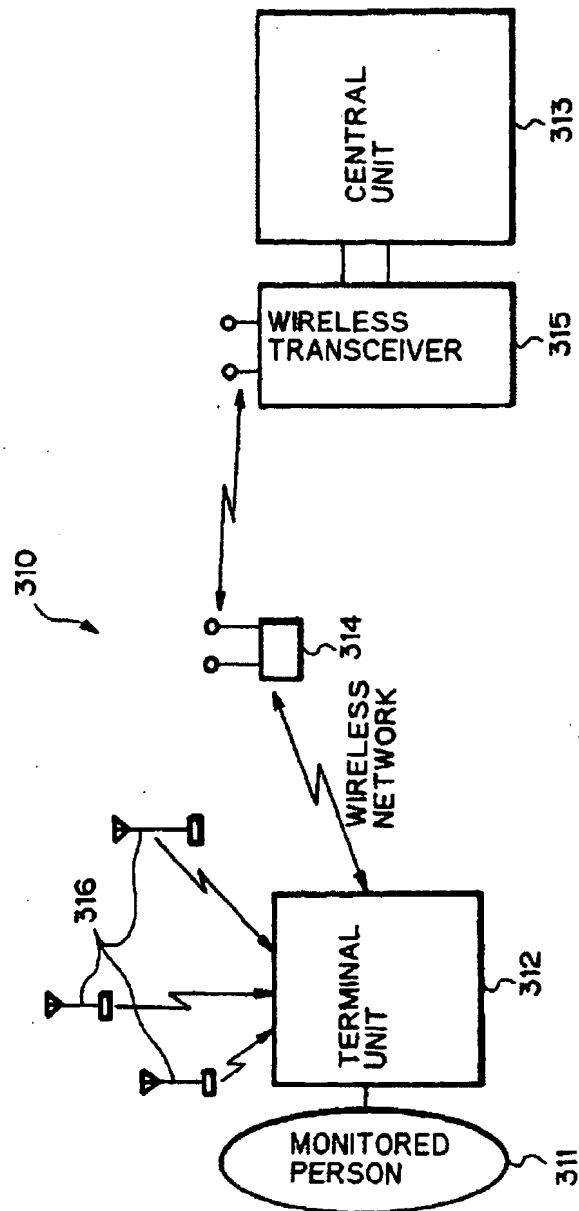 310
316
WIRELESS
NETWORK
314
WIRELESS
TRANSCEIVER
315
CENTRAL
UNIT
313
TERMINAL
UNIT
312
MONITORED
PERSON
311